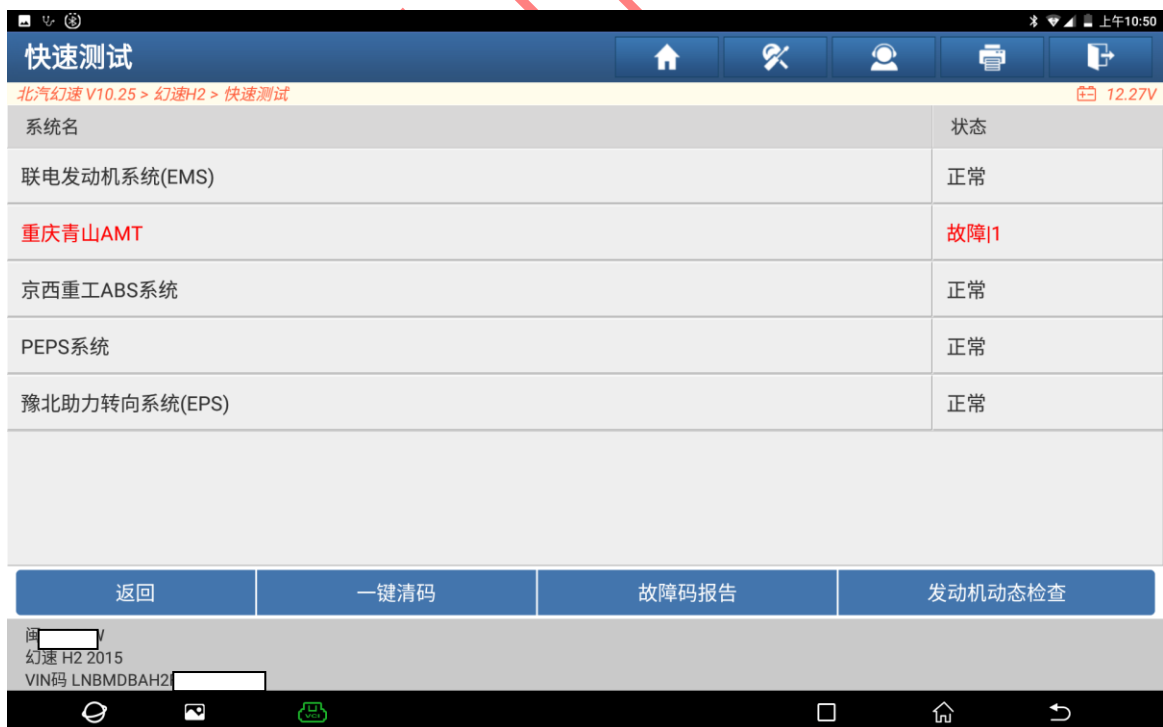 上午10:50
快速测试
北汽幻速 V10.25 > 幻速H2 > 快速测试 12.27V
系统名 状态
联电发动机系统(EMS) 正常
重庆青山AMT 故障|1
京西重工ABS系统 正常
PEPS系统 正常
豫北助力转向系统(EPS) 正常
返回 一键清码 故障码报告 发动机动态检查
闽
幻速 H2 2015
VIN码 LNBMDBAH2
VCI